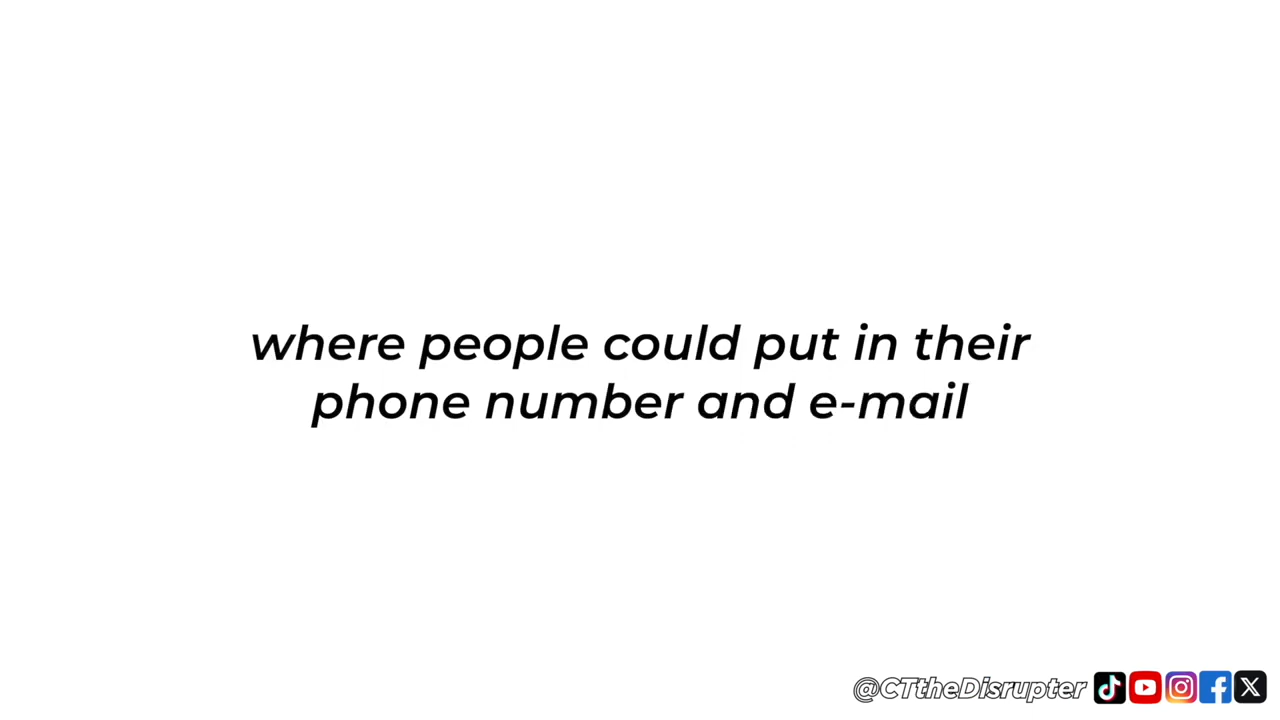 where people could put in their
phone number and e-mail
@CTtheDisrupter